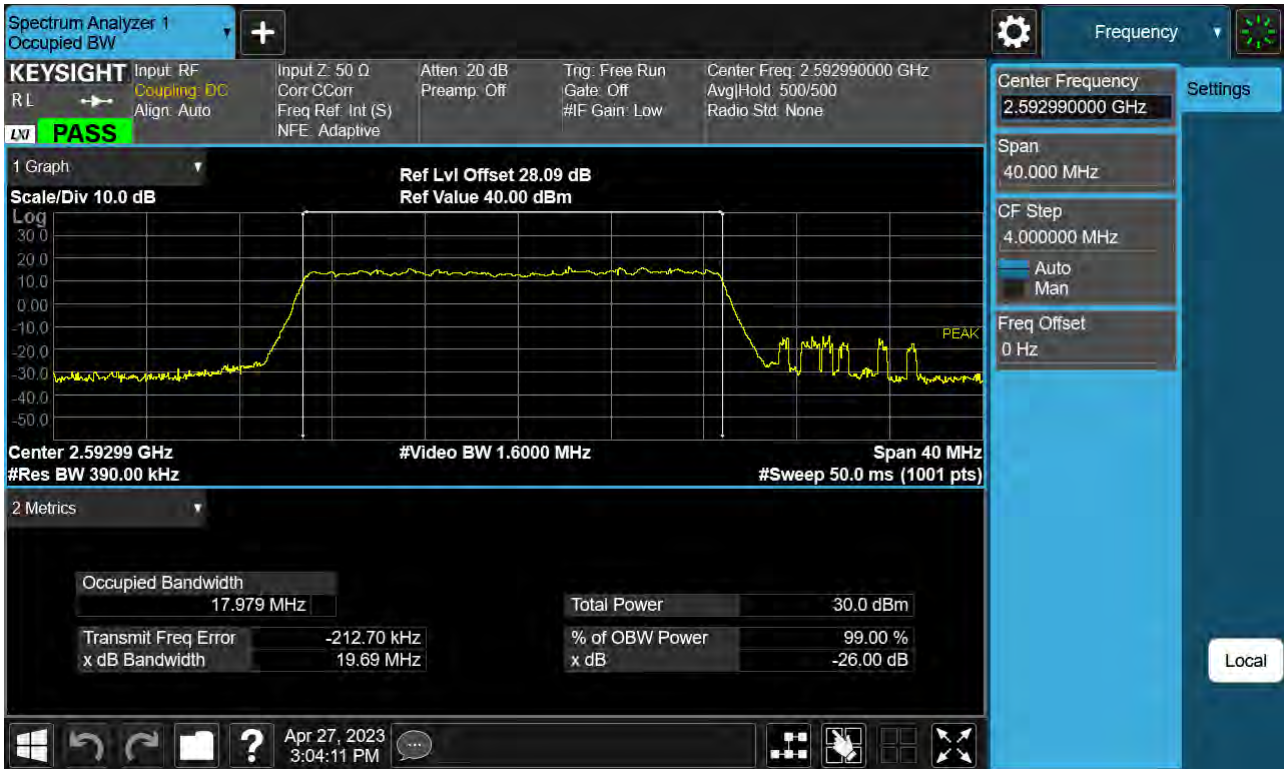 Spectrum Analyzer 1
Occupied BW
Frequency
KEYSIGHT
R L
LXI
PASS
Input: RF
Coupling: DC
Align: Auto
Input Z: 50 Ω
Corr CCorr
Freq Ref: Int (S)
NFE: Adaptive
Atten: 20 dB
Preamp: Off
Trig: Free Run
Gate: Off
#IF Gain: Low
Center Freq: 2.592990000 GHz
Avg|Hold: 500/500
Radio Std: None
Center Frequency
2.592990000 GHz
Settings
Span
40.000 MHz
CF Step
4.000000 MHz
Auto
Man
Freq Offset
0 Hz
Local
1 Graph
Scale/Div 10.0 dB
Ref Lvl Offset 28.09 dB
Ref Value 40.00 dBm
Log
30.0
20.0
10.0
0.00
-10.0
-20.0
-30.0
-40.0
-50.0
PEAK
Center 2.59299 GHz
#Video BW 1.6000 MHz
Span 40 MHz
#Res BW 390.00 kHz
#Sweep 50.0 ms (1001 pts)
2 Metrics
Occupied Bandwidth
17.979 MHz
Total Power 30.0 dBm
Transmit Freq Error -212.70 kHz
% of OBW Power 99.00 %
x dB Bandwidth 19.69 MHz
x dB -26.00 dB
?
Apr 27, 2023
3:04:11 PM